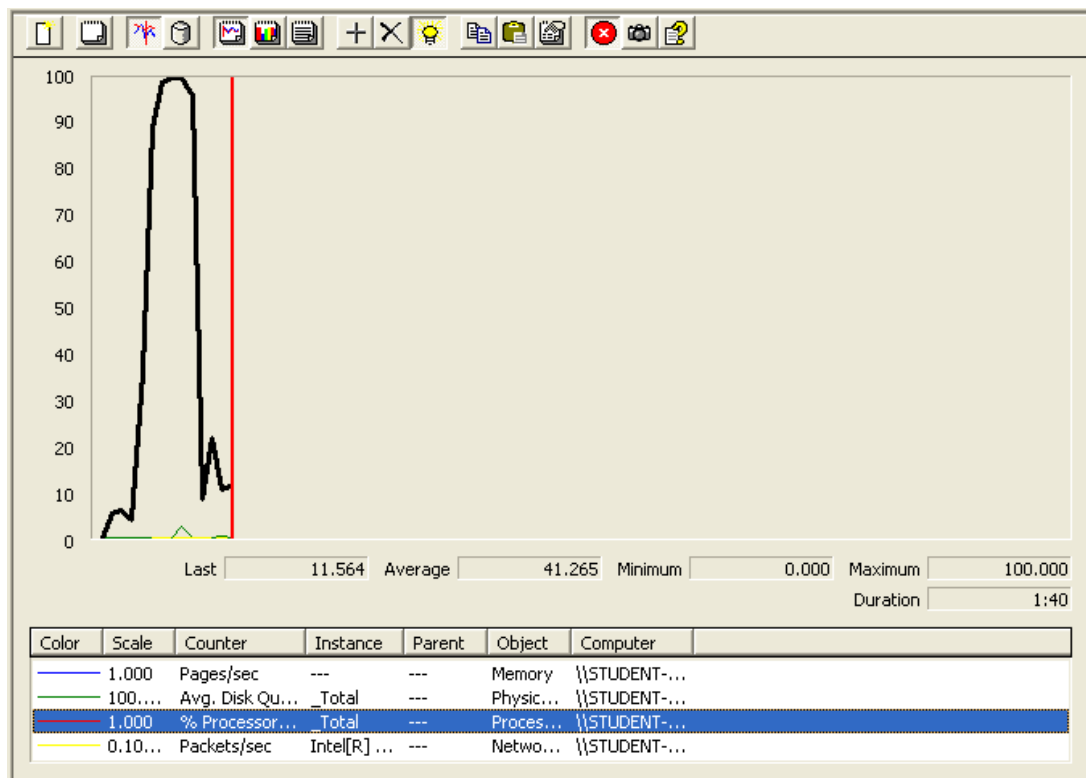 100
90
80
70
60
50
40
30
20
10
0
Last 11.564 Average 41.265 Minimum 0.000 Maximum 100.000
Duration 1:40
Color Scale Counter Instance Parent Object Computer
1.000 Pages/sec --- --- Memory \\STUDENT-...
100.... Avg. Disk Qu... _Total --- Physic... \\STUDENT-...
1.000 % Processor... _Total --- Proces... \\STUDENT-...
0.10... Packets/sec Intel[R] ... --- Netwo... \\STUDENT-...